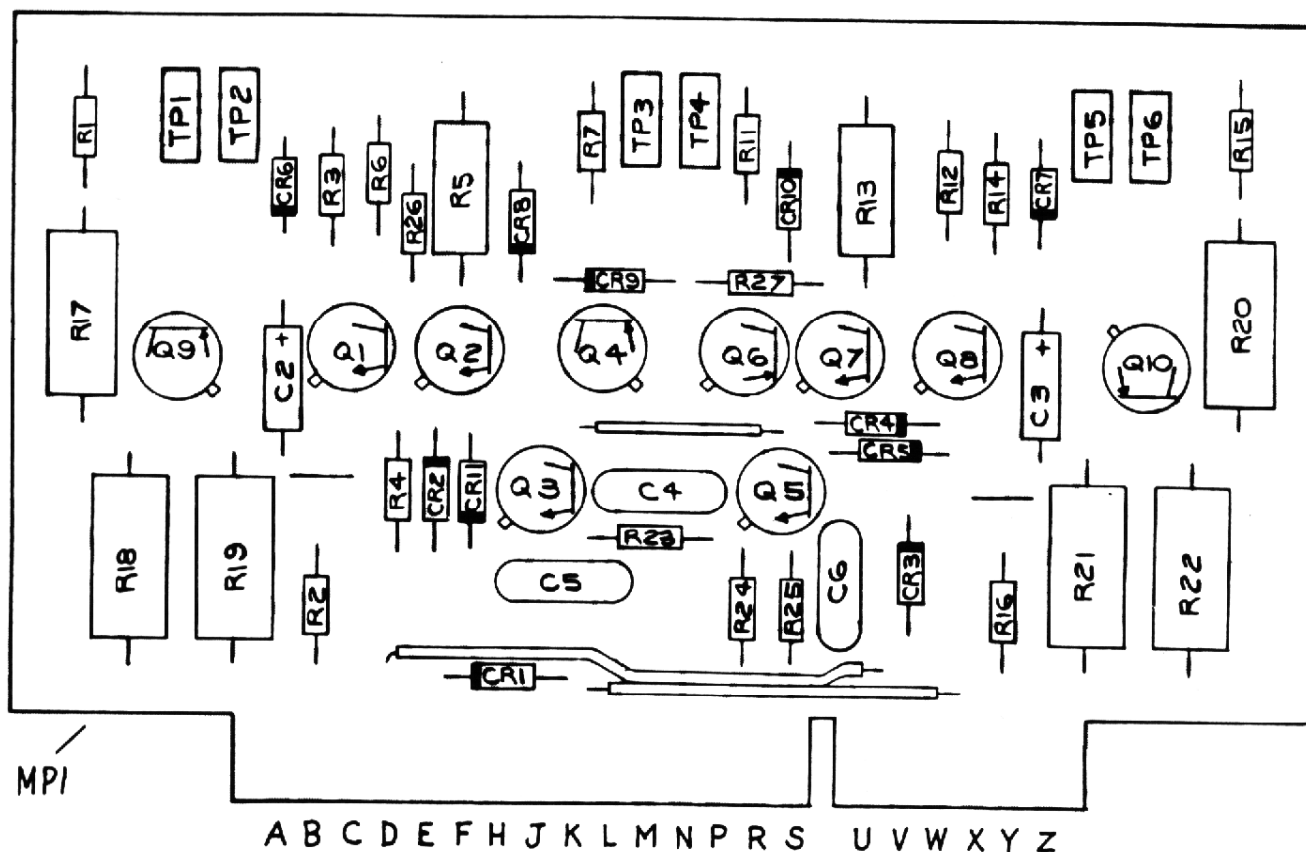 R1
TP1
TP2
CR6
R3
R6
R26
R5
CR8
R7
TP3
TP4
R11
CR10
R13
R12
R14
CR7
TP5
TP6
R15
CR9
R27
R17
Q9
C2 +
Q1
Q2
Q4
Q6
Q7
Q8
C3 +
Q10
R20
CR4
CR5
R18
R19
R4
CR2
CR11
Q3
C4
Q5
R23
C5
R2
R24
R25
C6
CR3
R16
R21
R22
CR1
MP1
A B C D E F H J K L M N P R S U V W X Y Z